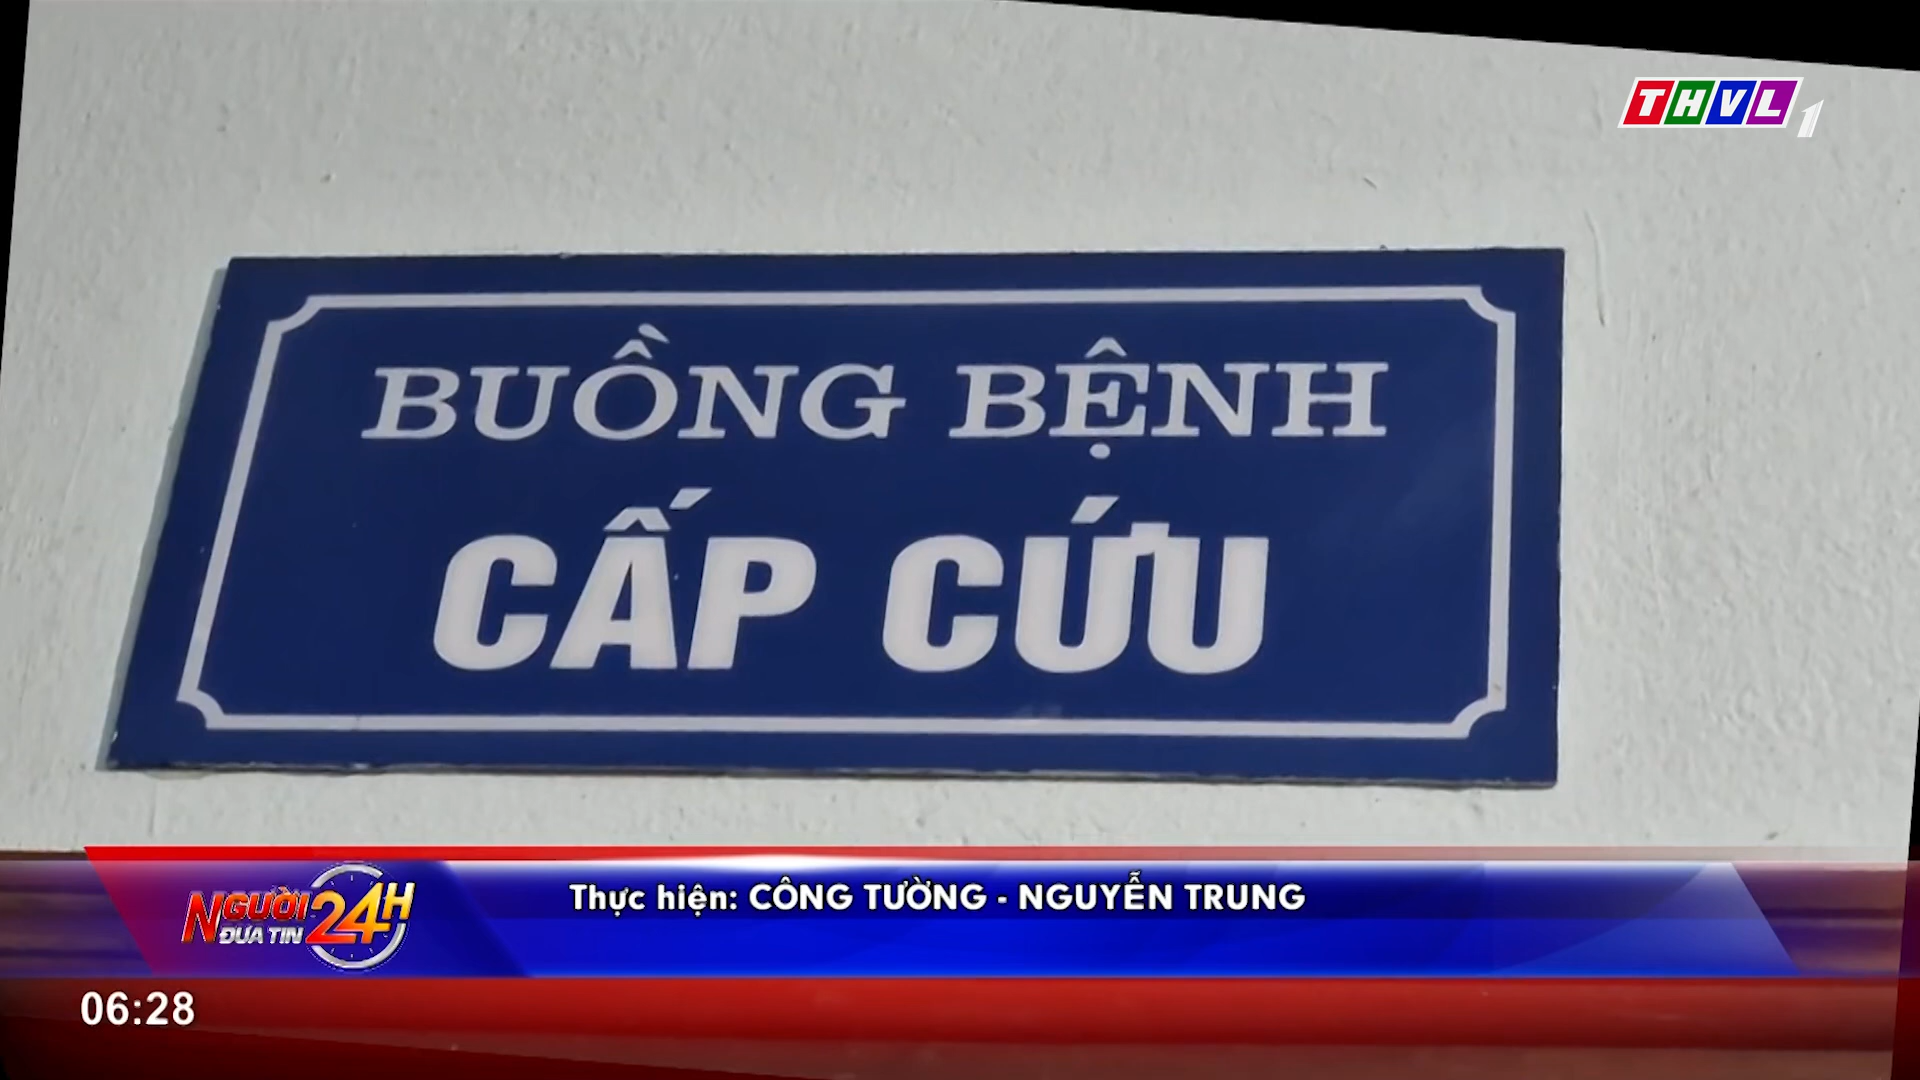 THVL1
BUỒNG BỆNH
CẤP CỨU
NGƯỜI
ĐƯA TIN
24H
Thực hiện: CÔNG TƯỜNG - NGUYỄN TRUNG
06:28